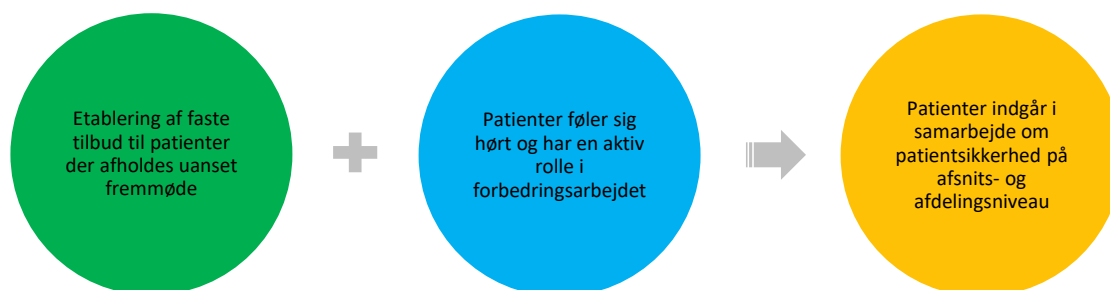 Etablering af faste
tilbud til patienter
der afholdes uanset
fremmøde
Patienter føler sig
hørt og har en aktiv
rolle i
forbedringsarbejdet
Patienter indgår i
samarbejde om
patientsikkerhed på
afsnits- og
afdelingsniveau